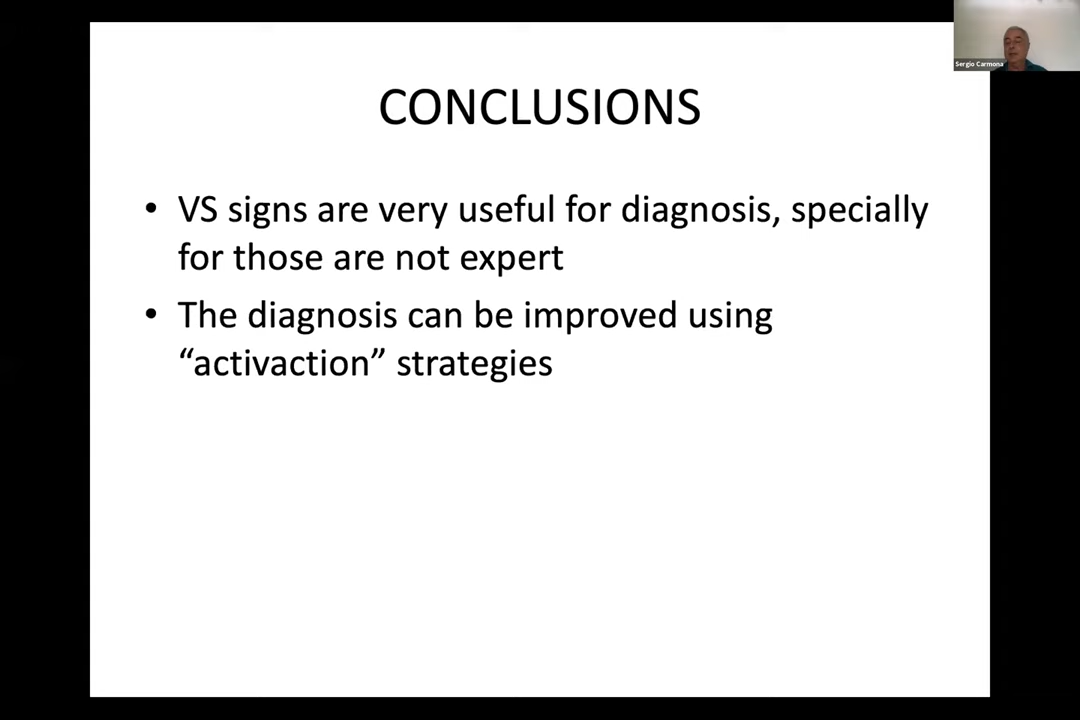 Sergio Carmona
CONCLUSIONS
• VS signs are very useful for diagnosis, specially
for those are not expert
• The diagnosis can be improved using
“activaction” strategies